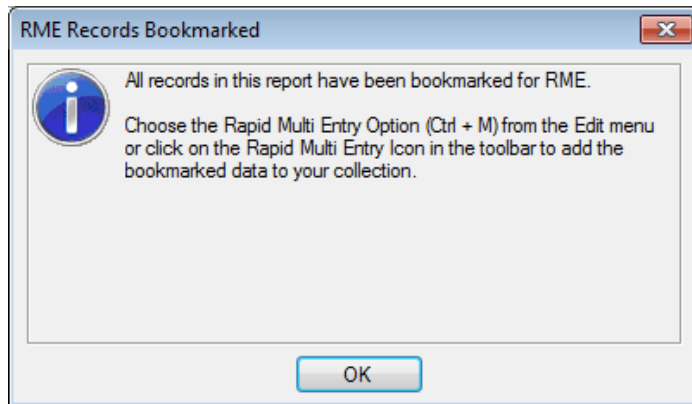 RME Records Bookmarked
All records in this report have been bookmarked for RME.
Choose the Rapid Multi Entry Option (Ctrl + M) from the Edit menu
or click on the Rapid Multi Entry Icon in the toolbar to add the
bookmarked data to your collection.
OK